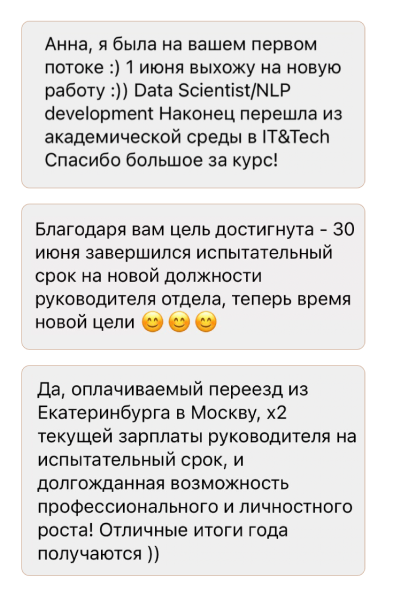 Анна, я была на вашем первом
потоке :) 1 июня выхожу на новую
работу :)) Data Scientist/NLP
development Наконец перешла из
академической среды в IT&Tech
Спасибо большое за курс!
Благодаря вам цель достигнута - 30
июня завершился испытательный
срок на новой должности
руководителя отдела, теперь время
новой цели 😊 😊 😊
Да, оплачиваемый переезд из
Екатеринбурга в Москву, х2
текущей зарплаты руководителя на
испытательный срок, и
долгожданная возможность
профессионального и личностного
роста! Отличные итоги года
получаются ))